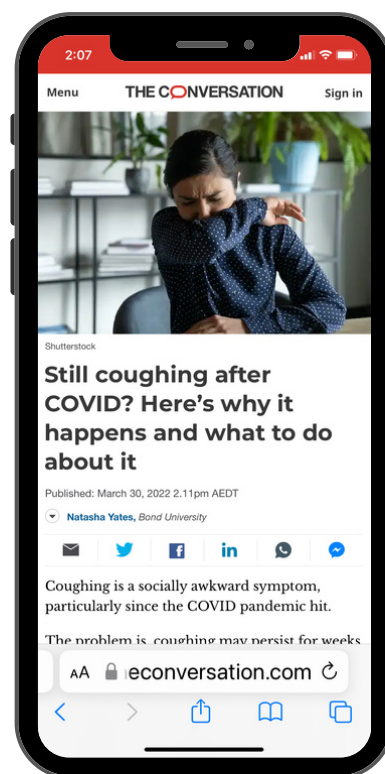 2:07
Menu THE CONVERSATION Sign in
Shutterstock
Still coughing after
COVID? Here’s why it
happens and what to do
about it
Published: March 30, 2022 2.11pm AEDT
Natasha Yates, Bond University
Coughing is a socially awkward symptom,
particularly since the COVID pandemic hit.
The problem is, coughing may persist for weeks
AA econversation.com